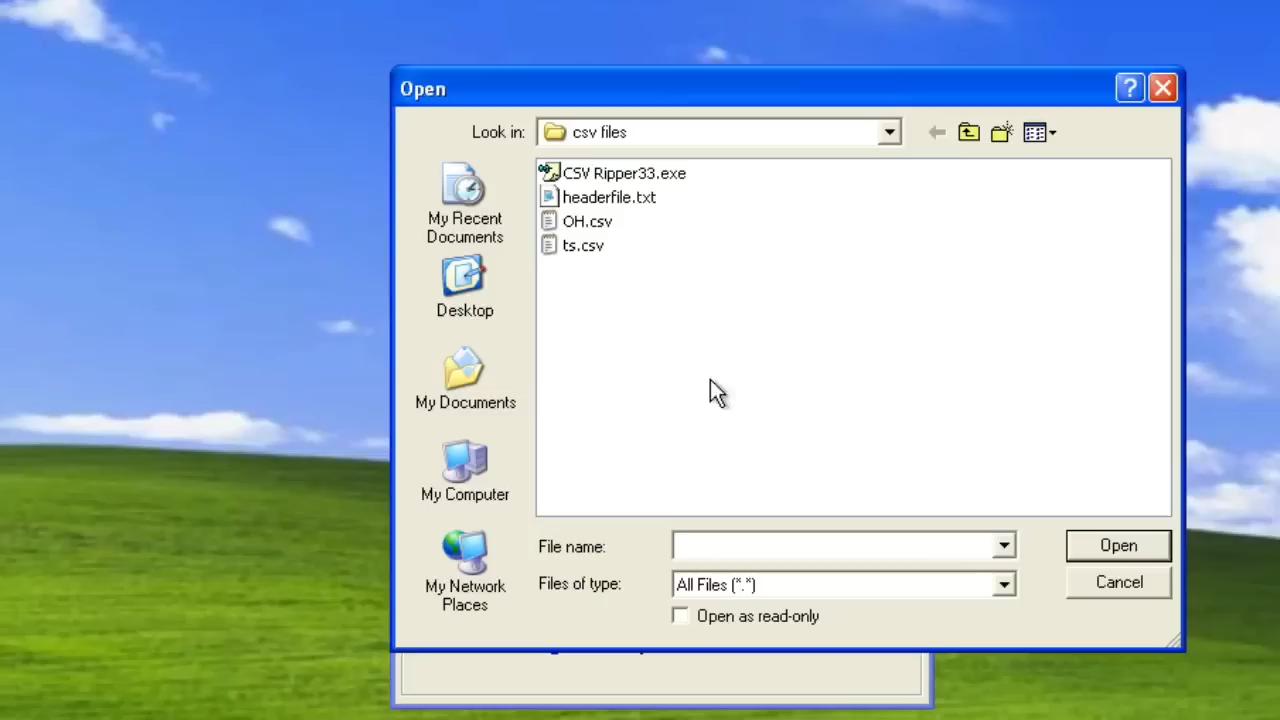 Open
Look in: csv files
CSV Ripper33.exe
headerfile.txt
OH.csv
ts.csv
My Recent
Documents
Desktop
My Documents
My Computer
My Network
Places
File name:
Open
Files of type: All Files (*.*)
Cancel
Open as read-only